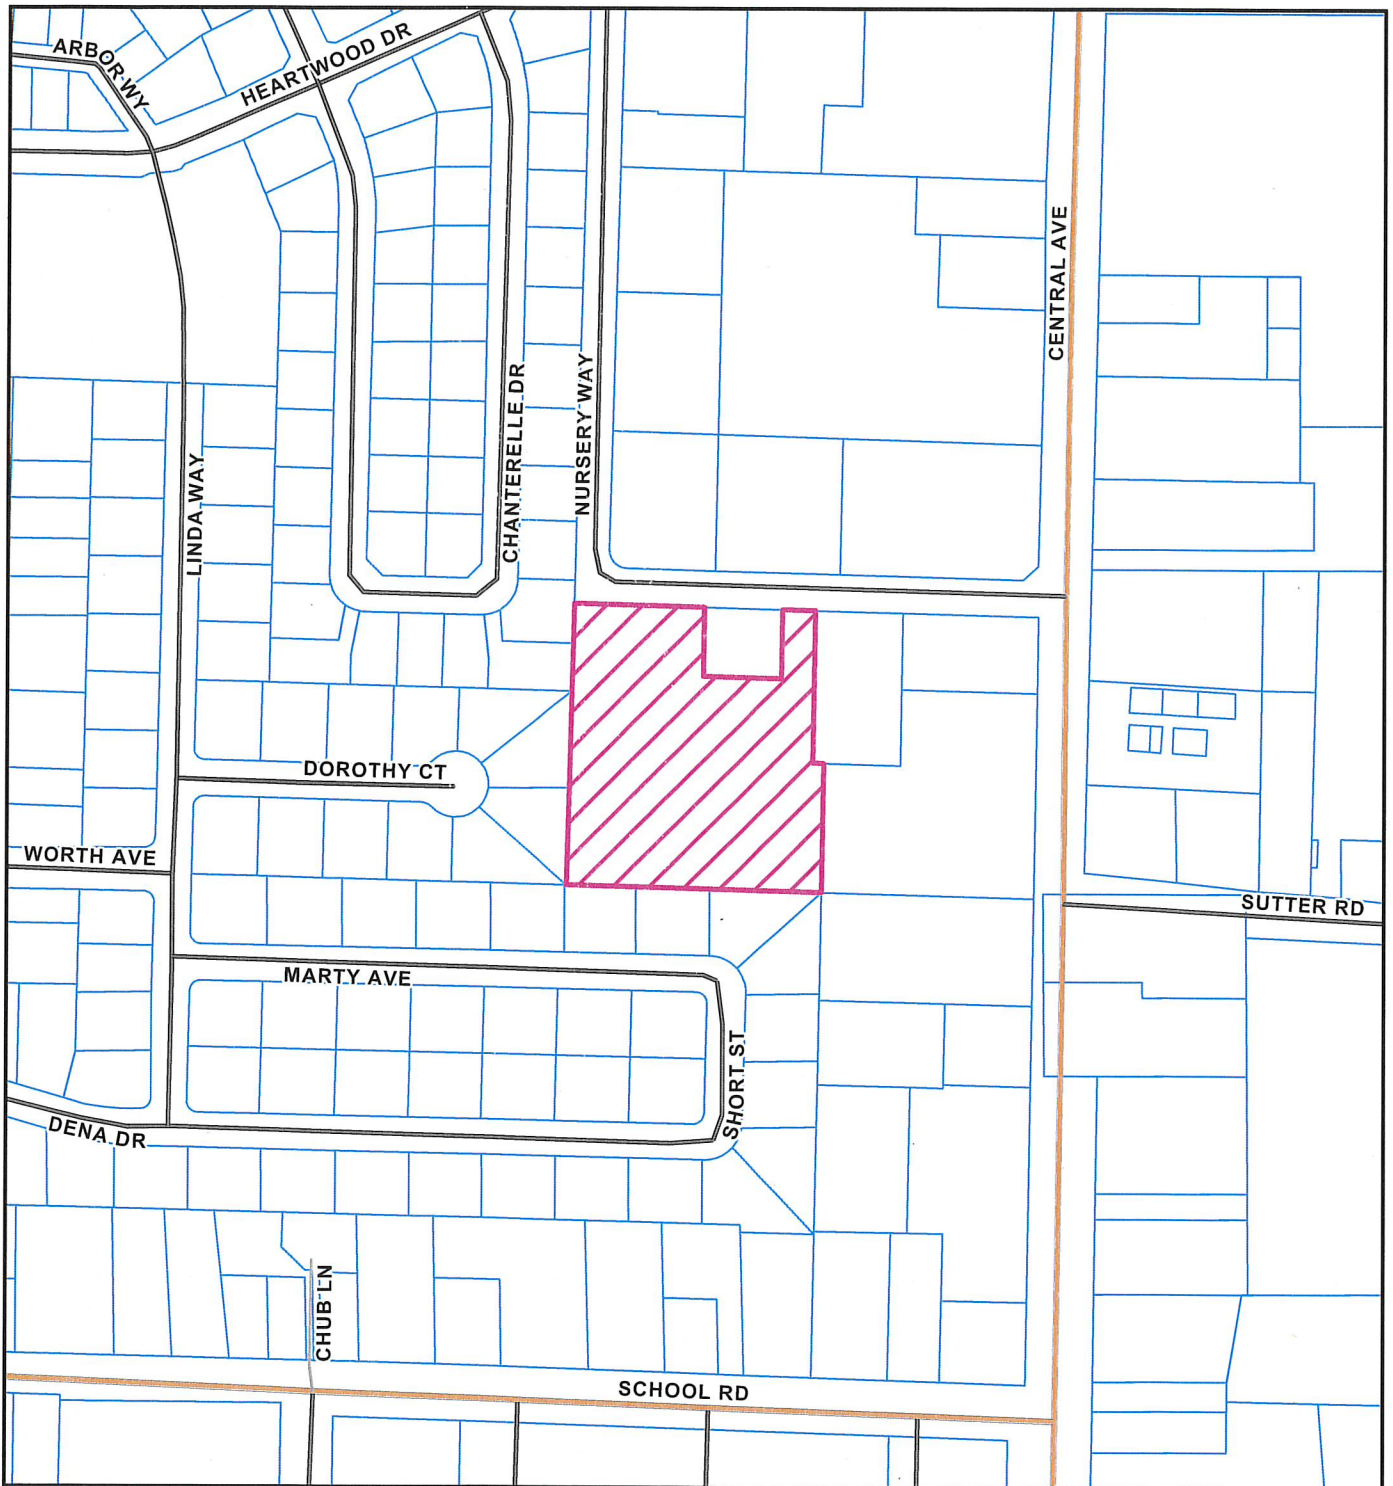 ARBOR WY
HEARTWOOD DR
CENTRAL AVE
NURSERY WAY
CHANTERELLE DR
LINDA WAY
DOROTHY CT
WORTH AVE
SUTTER RD
MARTY AVE
SHORT ST
DENA DR
CHUB LN
SCHOOL RD